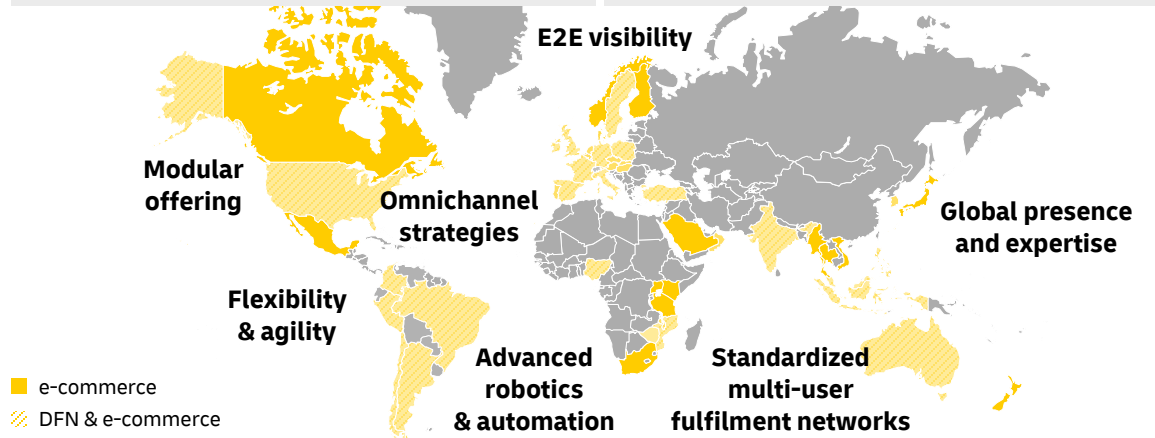 E2E visibility
Modular
offering
Omnichannel
strategies
Global presence
and expertise
Flexibility
& agility
Advanced
robotics
& automation
Standardized
multi-user
fulfilment networks
e-commerce
DFN & e-commerce